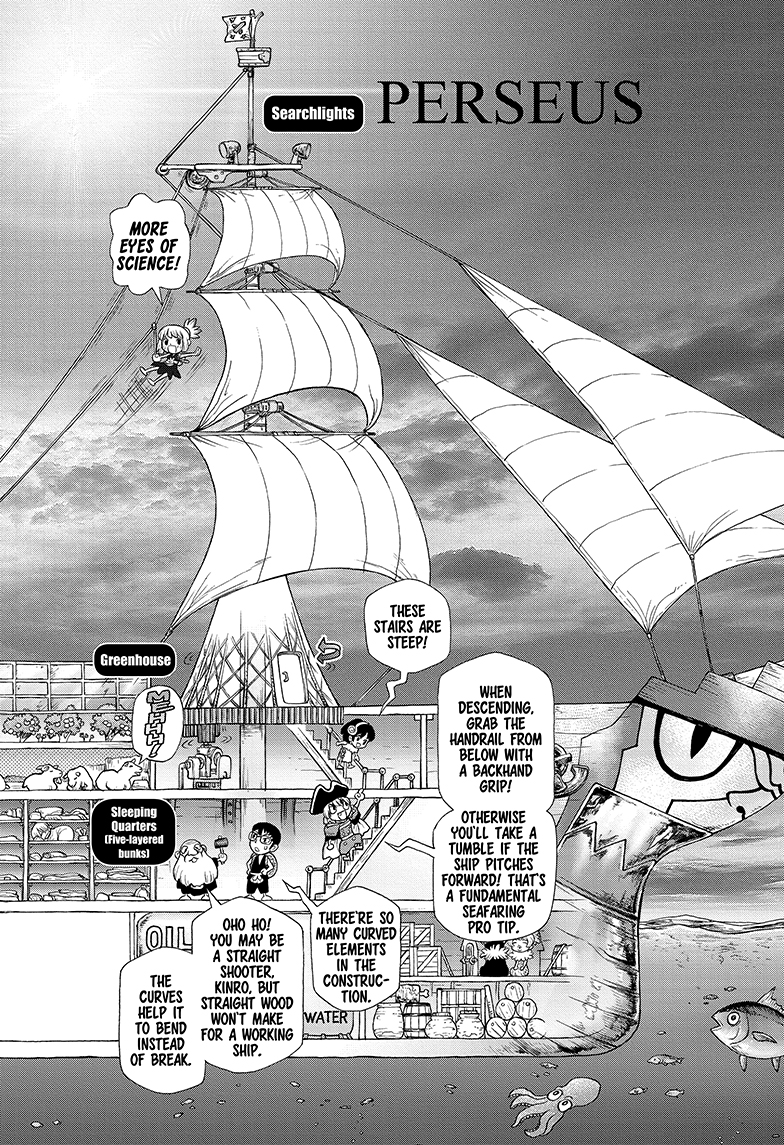 PERSEUS
Searchlights
MORE
EYES OF
SCIENCE!
THESE
STAIRS ARE
STEEP!
Greenhouse
MEHHH!
WHEN
DESCENDING,
GRAB THE
HANDRAIL FROM
BELOW WITH
A BACKHAND
GRIP!
OTHERWISE
YOU'LL TAKE A
TUMBLE IF THE
SHIP PITCHES
FORWARD! THAT'S
A FUNDAMENTAL
SEAFARING
PRO TIP.
Sleeping
Quarters
(Five-layered
bunks)
THERE'RE SO
MANY CURVED
ELEMENTS
IN THE
CONSTRUC-
TION.
OHO HO!
YOU MAY BE
A STRAIGHT
SHOOTER,
KINRO, BUT
STRAIGHT WOOD
WON'T MAKE
FOR A WORKING
SHIP.
THE
CURVES
HELP IT
TO BEND
INSTEAD
OF BREAK.
OIL
WATER